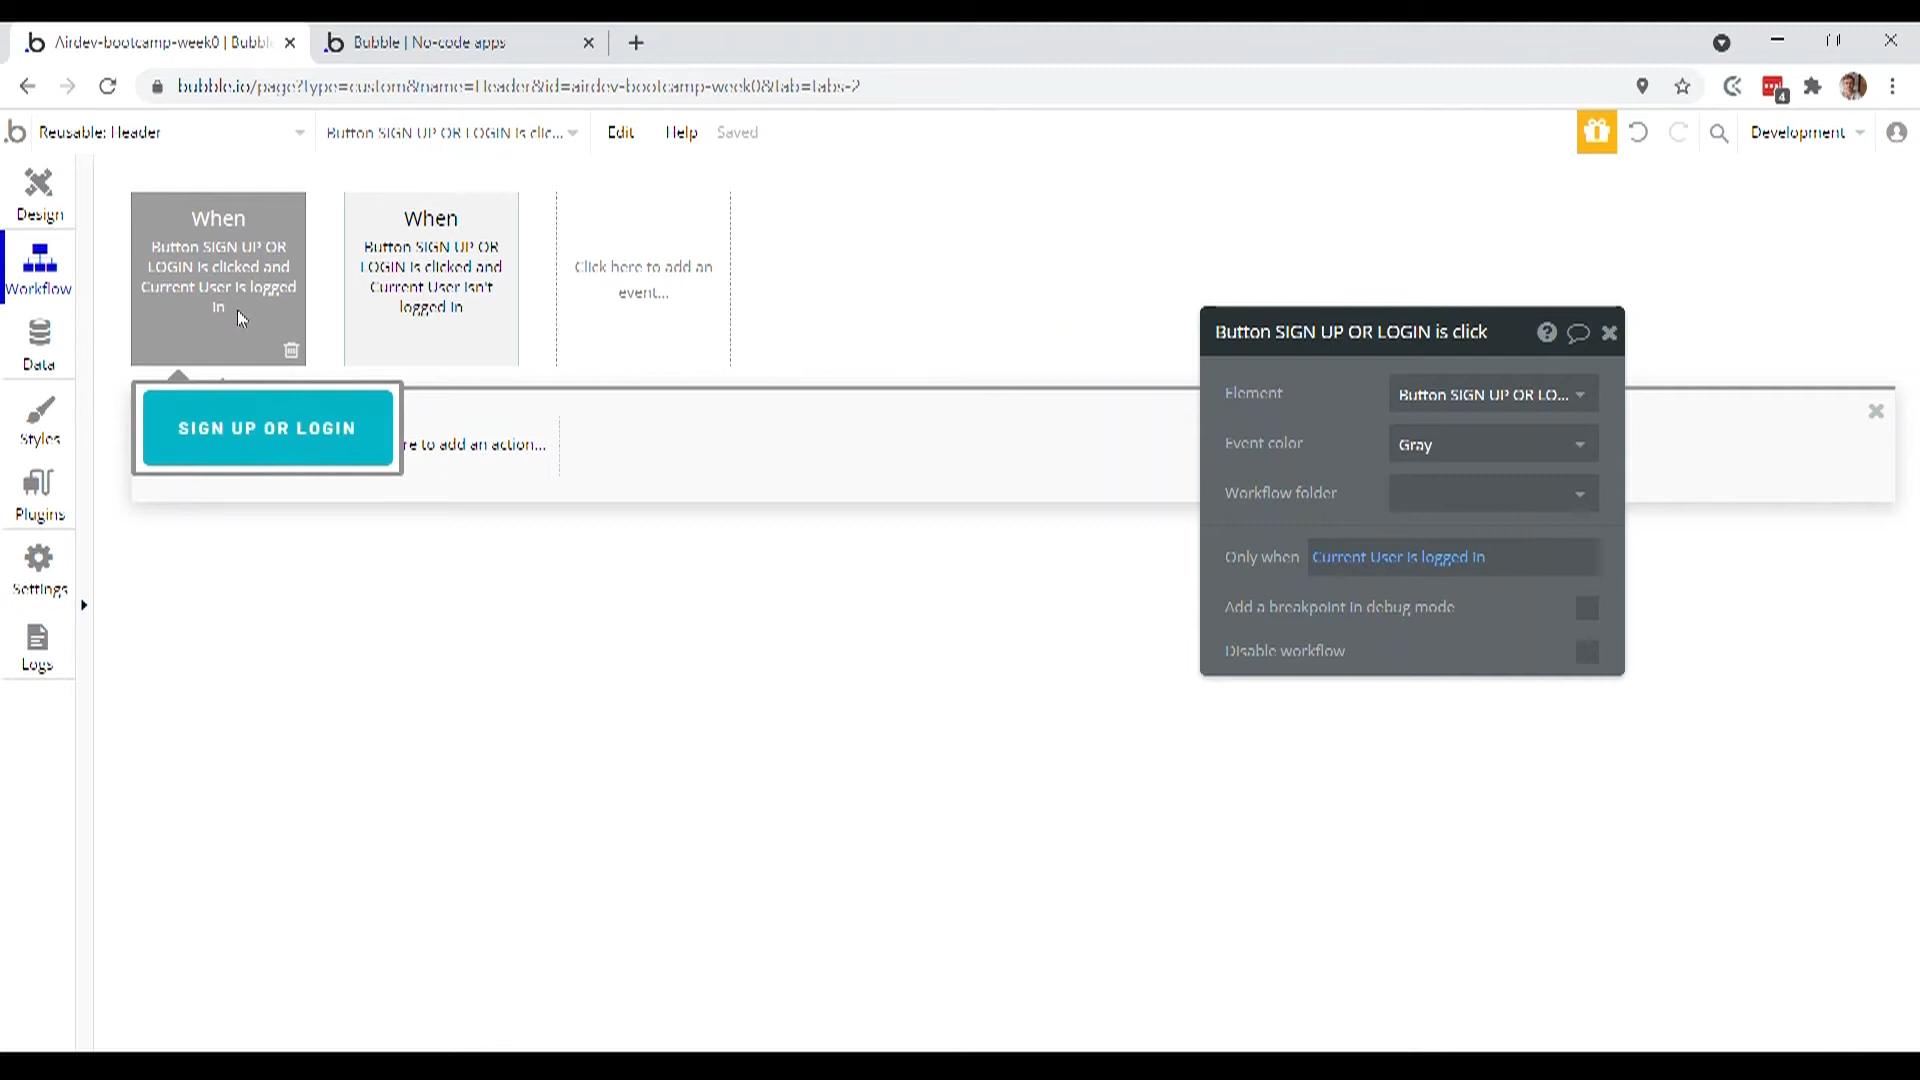 Airdev-bootcamp-week0 | Bubble
Bubble | No-code apps
bubble.io/page?type=custom&name=Header&id=airdev-bootcamp-week0&tab=tabs-2
4
Reusable: Header
Button SIGN UP OR LOGIN is clic...
Edit
Help
Saved
Development
Design
Workflow
Data
Styles
Plugins
Settings
Logs
When
Button SIGN UP OR
LOGIN is clicked and
Current User is logged
in
When
Button SIGN UP OR
LOGIN is clicked and
Current User isn't
logged in
Click here to add an
event...
SIGN UP OR LOGIN
re to add an action...
Button SIGN UP OR LOGIN is click
Element
Button SIGN UP OR LO...
Event color
Gray
Workflow folder
Only when
Current User is logged in
Add a breakpoint in debug mode
Disable workflow